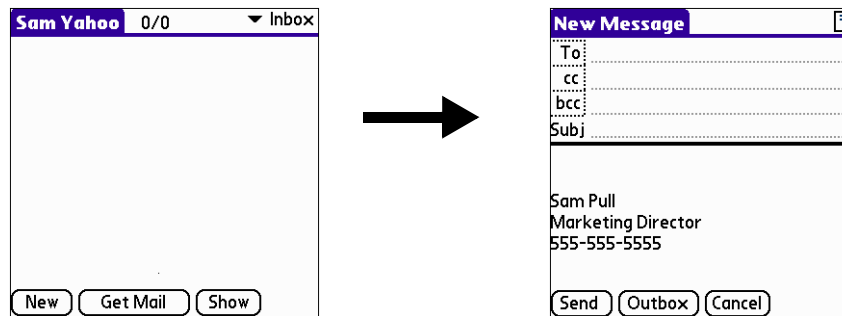 Sam Yahoo 0/0 Inbox
New Get Mail Show
New Message
To
cc
bcc
Subj
Sam Pull
Marketing Director
555-555-5555
Send Outbox Cancel